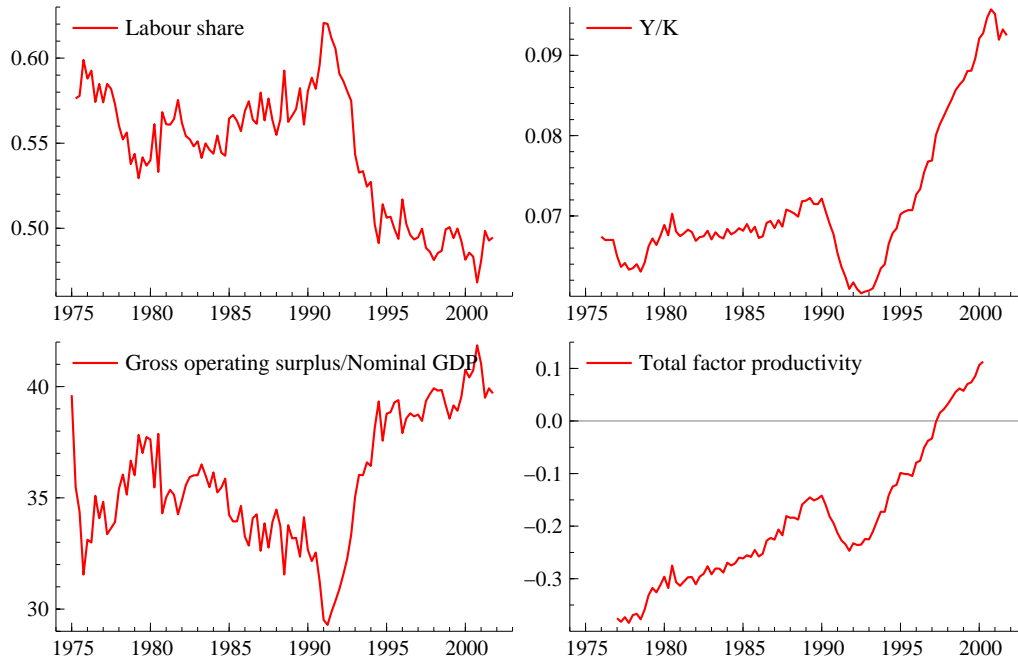 Labour share
0.60
0.55
0.50
1975 1980 1985 1990 1995 2000
Y/K
0.09
0.08
0.07
1975 1980 1985 1990 1995 2000
Gross operating surplus/Nominal GDP
40
35
30
1975 1980 1985 1990 1995 2000
Total factor productivity
0.1
0.0
−0.1
−0.2
−0.3
1975 1980 1985 1990 1995 2000